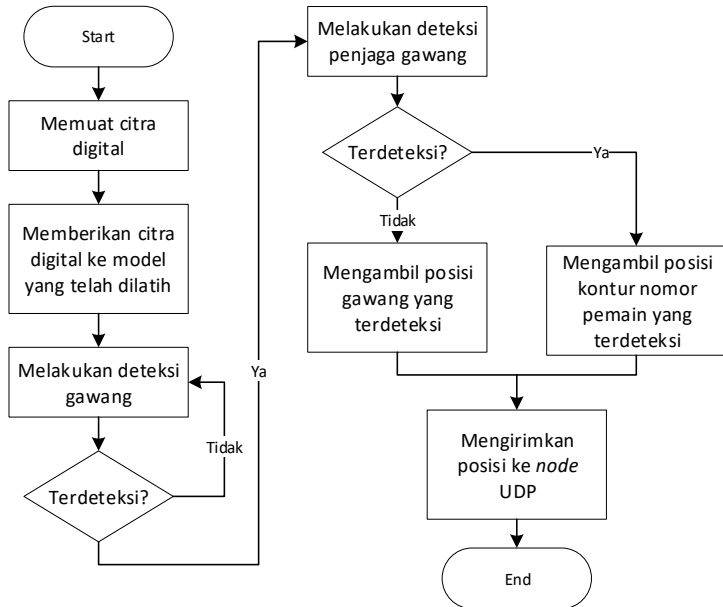 Start
Memuat citra
digital
Memberikan citra
digital ke model
yang telah dilatih
Melakukan deteksi
gawang
Tidak
Terdeteksi?
Ya
Melakukan deteksi
penjaga gawang
Terdeteksi?
Ya
Tidak
Mengambil posisi
gawang yang
terdeteksi
Mengambil posisi
kontur nomor
pemain yang
terdeteksi
Mengirimkan
posisi ke node
UDP
End